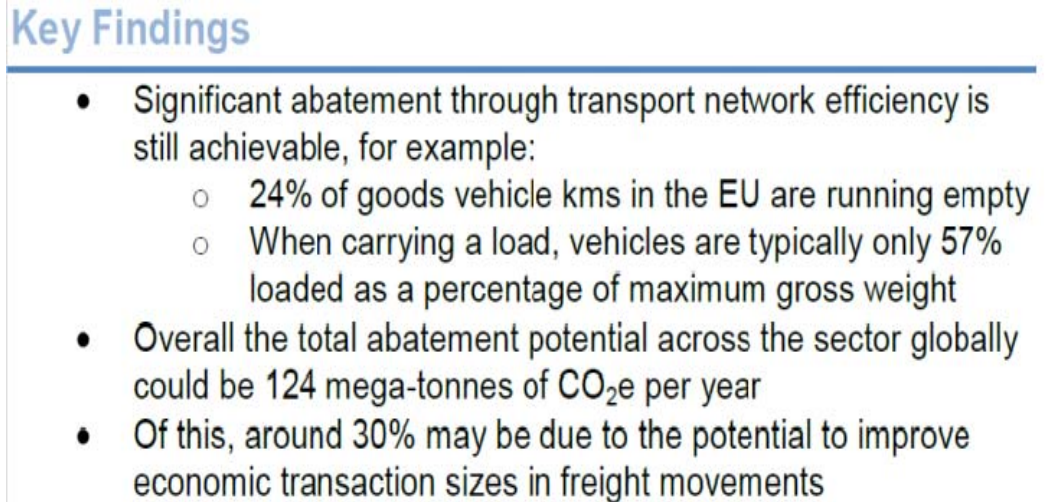 Key Findings
• Significant abatement through transport network efficiency is
still achievable, for example:
o 24% of goods vehicle kms in the EU are running empty
o When carrying a load, vehicles are typically only 57%
loaded as a percentage of maximum gross weight
• Overall the total abatement potential across the sector globally
could be 124 mega-tonnes of CO₂e per year
• Of this, around 30% may be due to the potential to improve
economic transaction sizes in freight movements